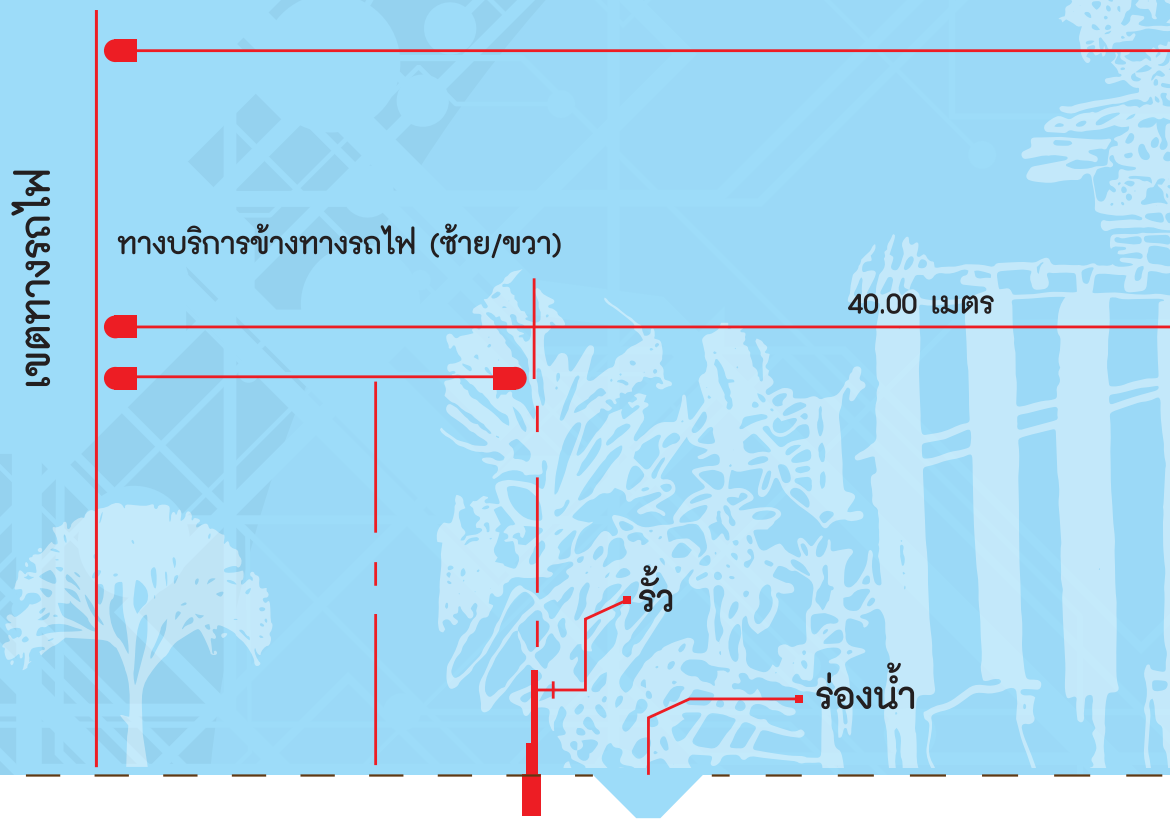 เขตทางรถไฟ
ทางบริการข้างทางรถไฟ (ซ้าย/ขวา)
40.00 เมตร
รั้ว
ร่องน้ำ